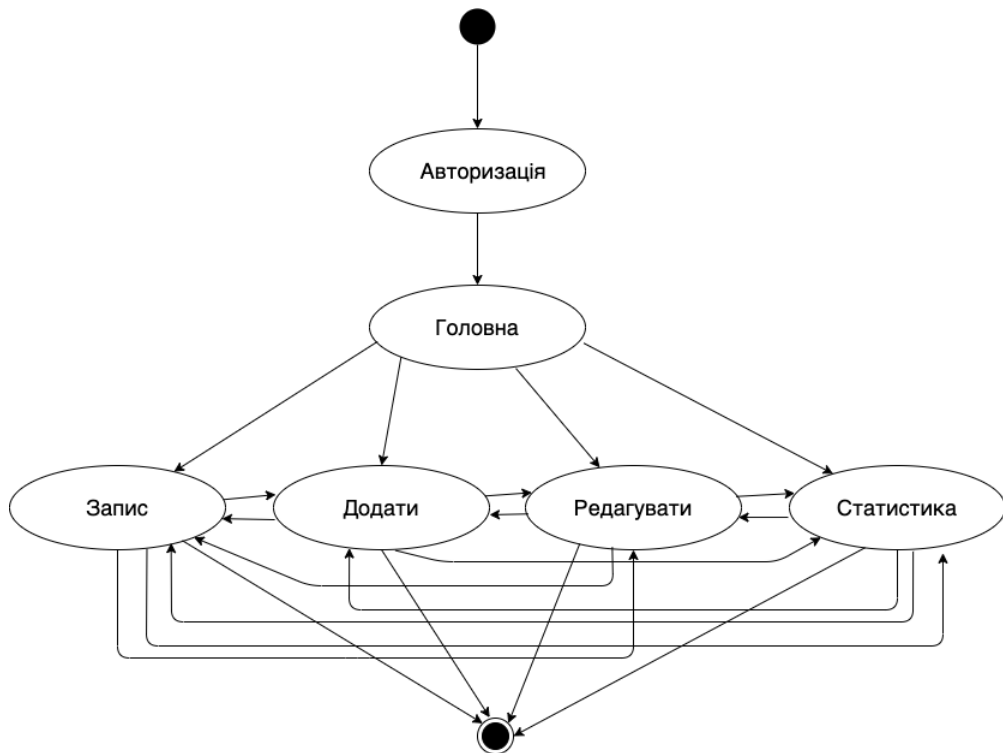 Авторизація
Головна
Запис
Додати
Редагувати
Статистика